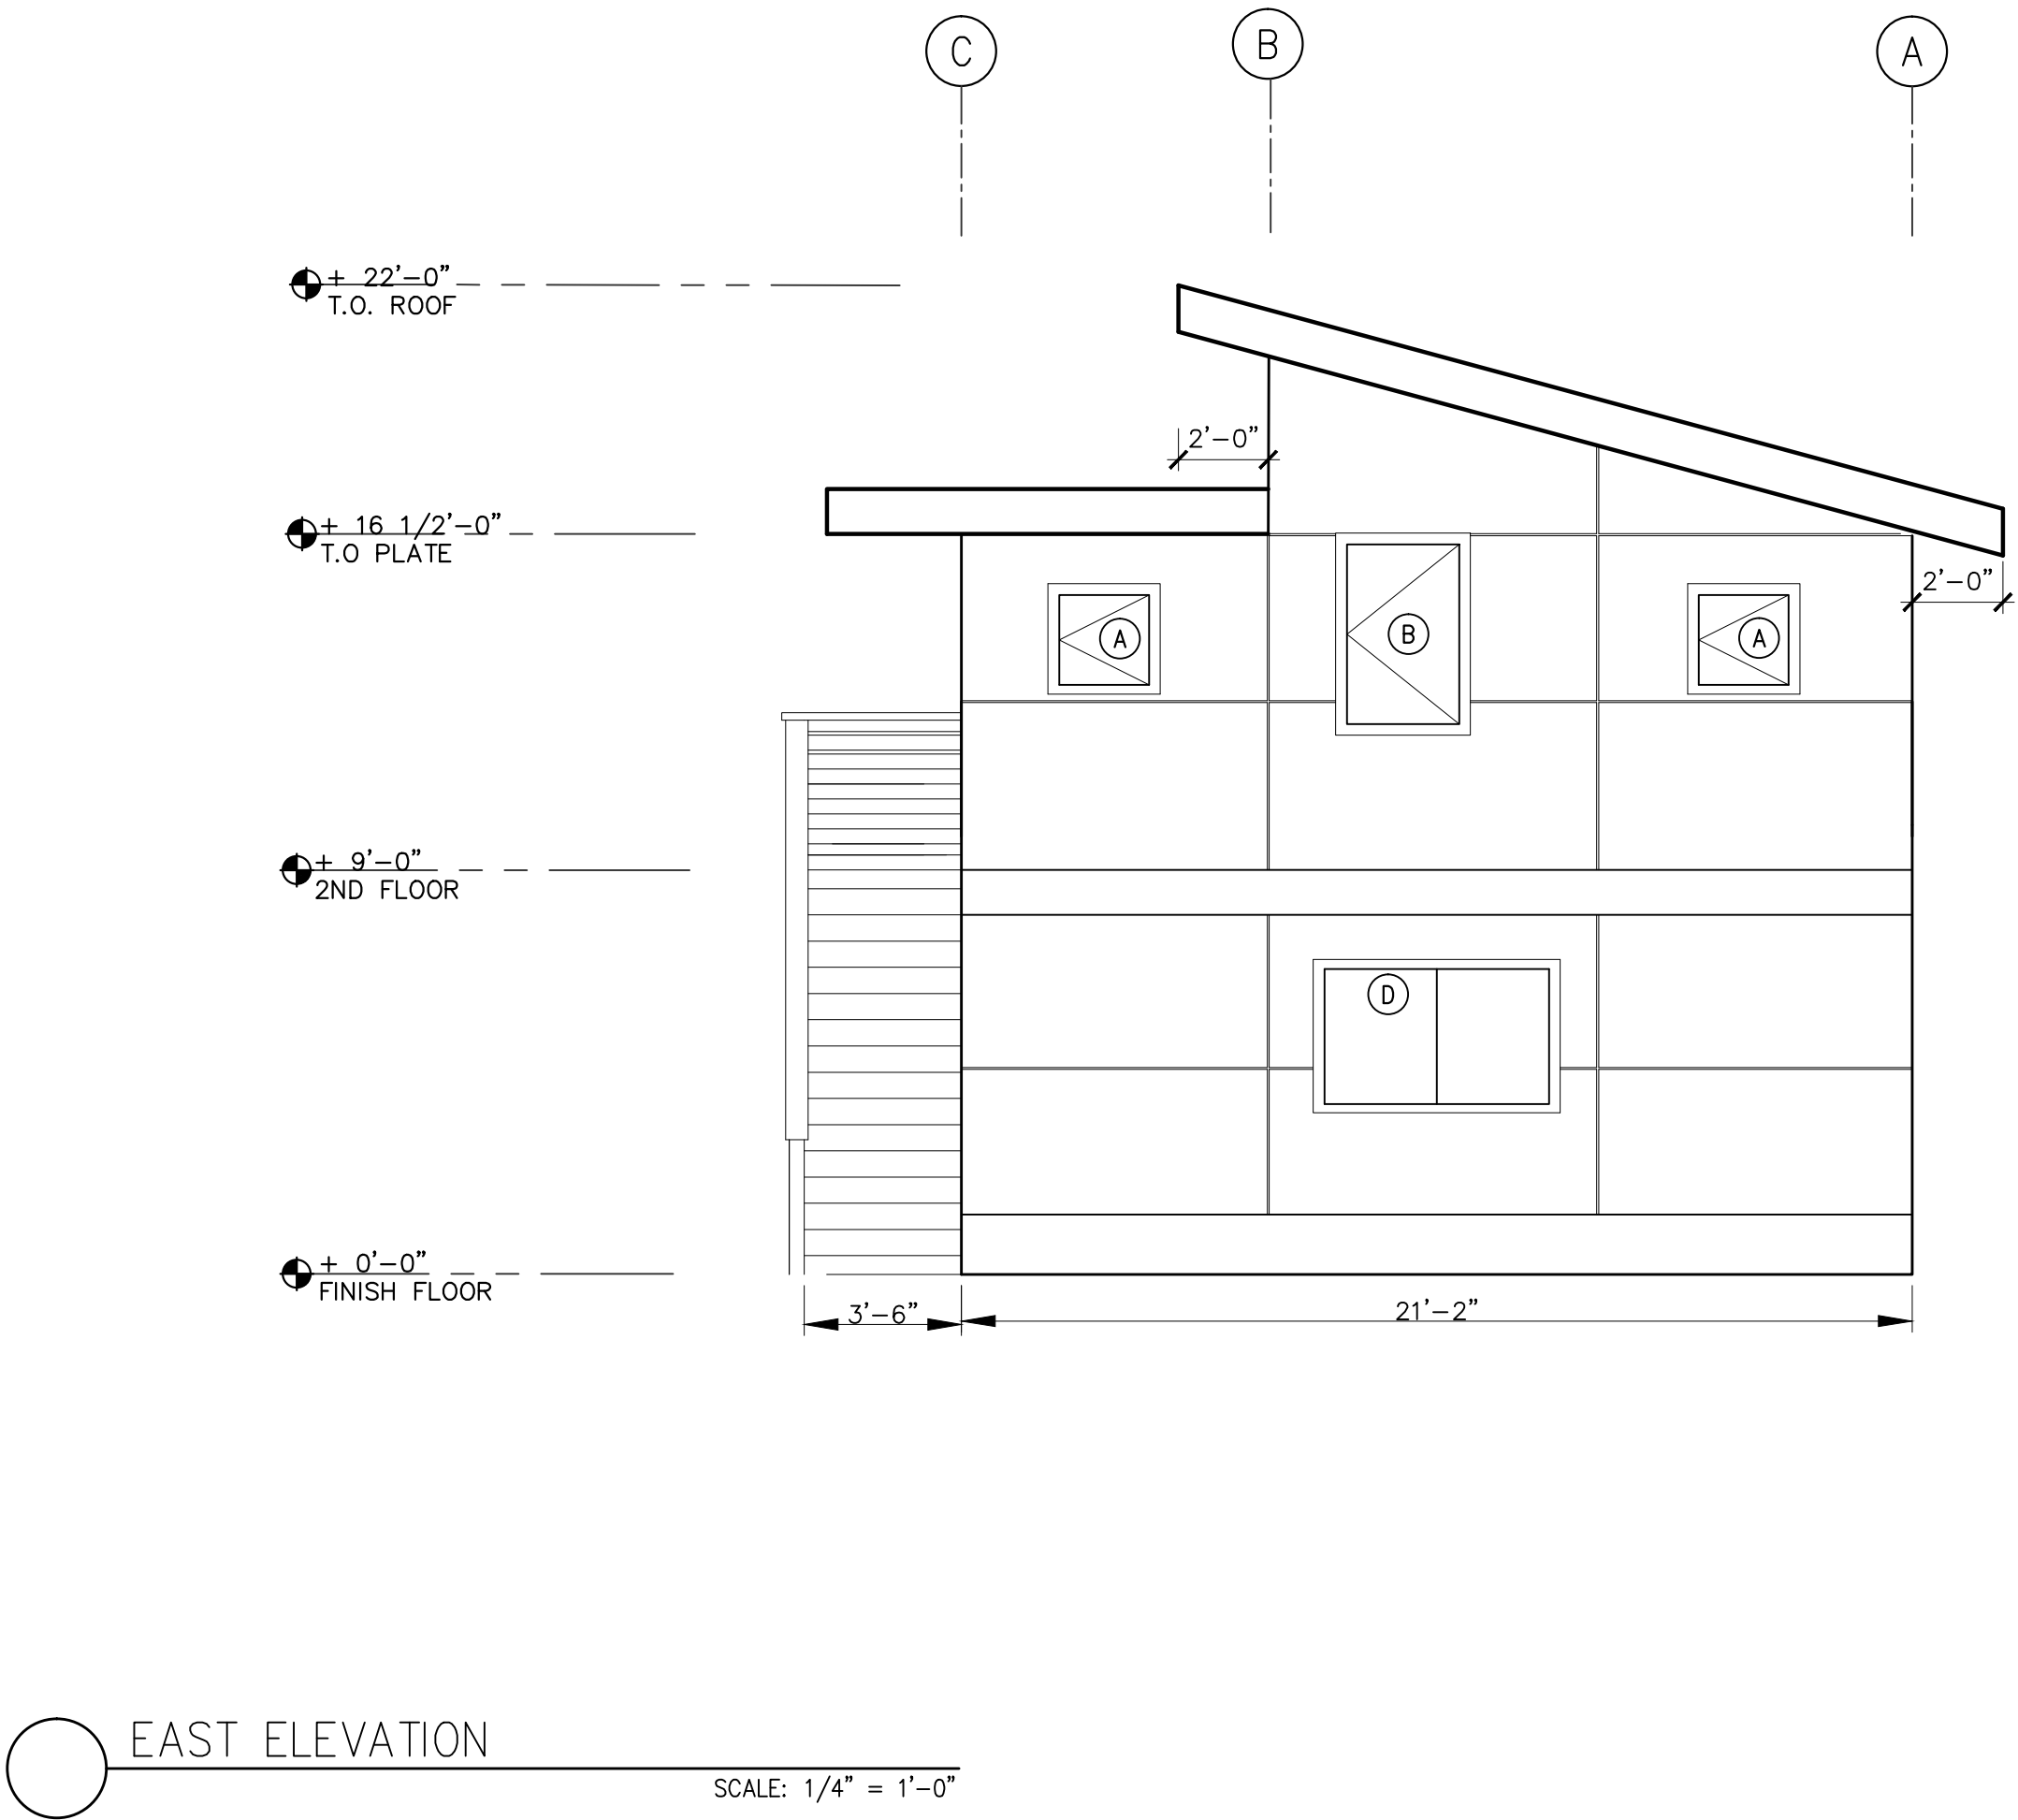 C
B
A
+ 22'-0"
T.O. ROOF
2'-0"
+ 16 1/2'-0"
T.O PLATE
2'-0"
A
B
A
+ 9'-0"
2ND FLOOR
D
+ 0'-0"
FINISH FLOOR
3'-6"
21'-2"
EAST ELEVATION
SCALE: 1/4" = 1'-0"